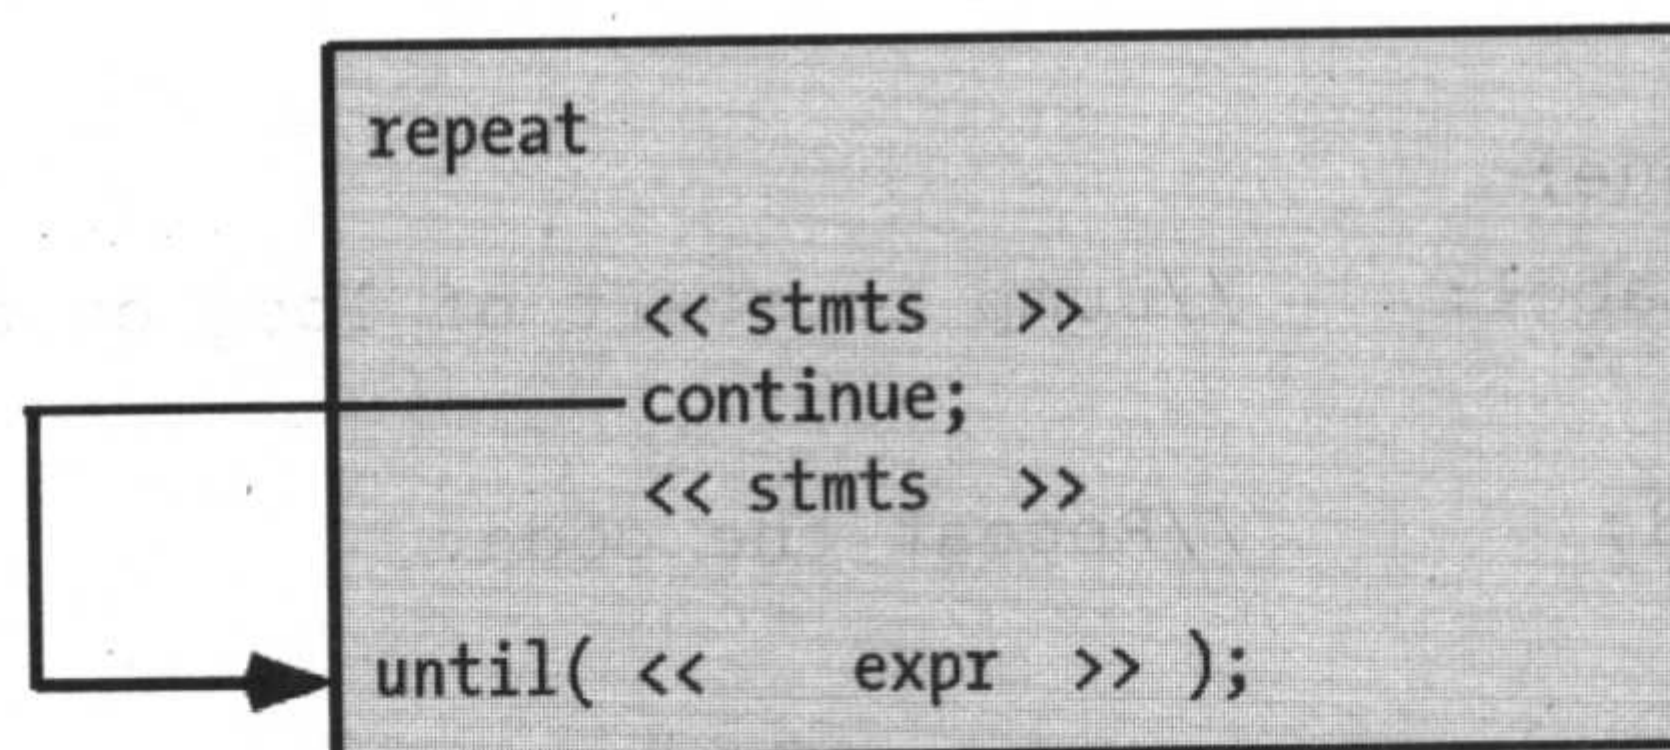 repeat
<< stmts >>
continue;
<< stmts >>
until( << expr >> );